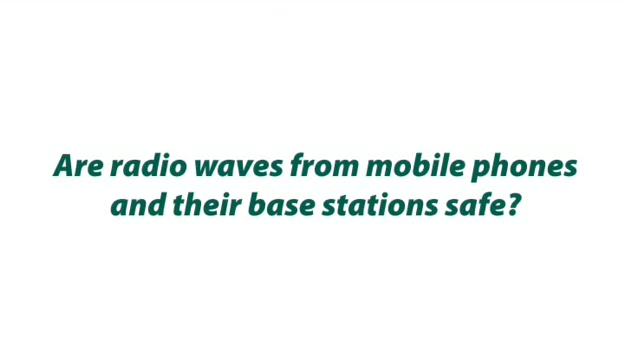 Are radio waves from mobile phones
and their base stations safe?